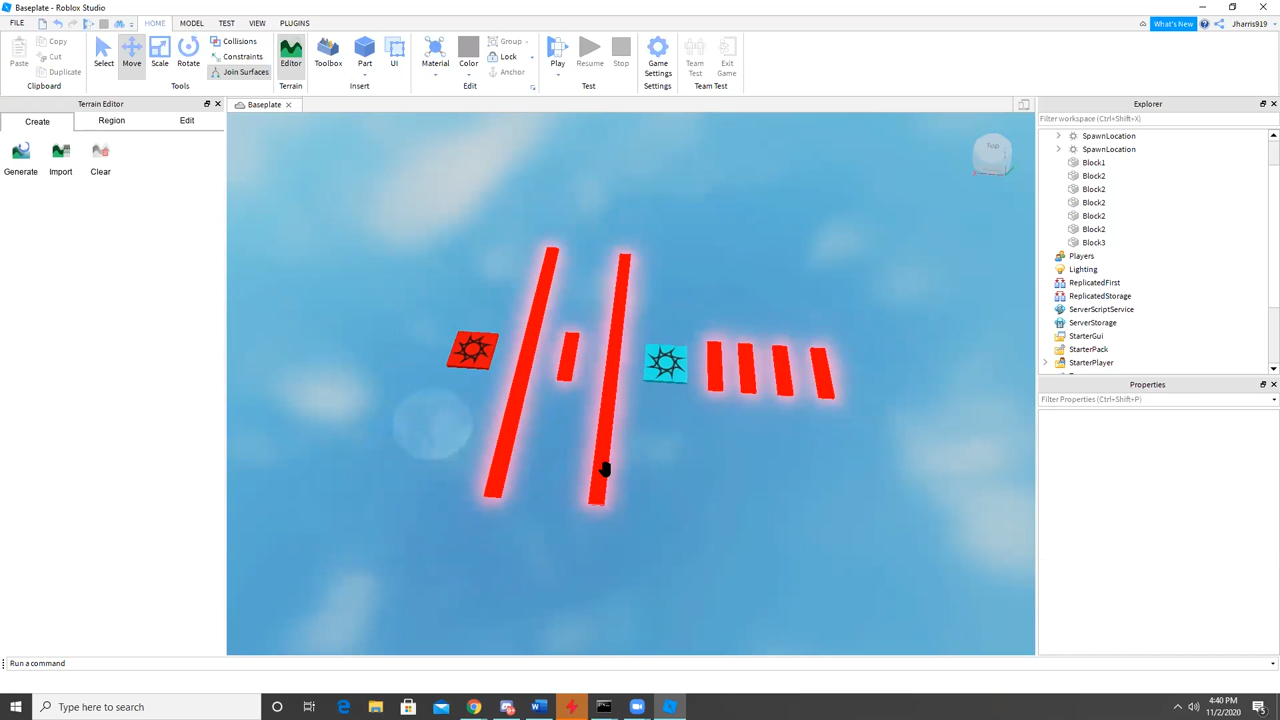 Baseplate - Roblox Studio
FILE HOME MODEL TEST VIEW PLUGINS What's New Jharris919
Paste Copy Cut Duplicate Select Move Scale Rotate Collisions Constraints Join Surfaces Editor Toolbox Part UI Material Color Group Lock Anchor Play Resume Stop Game Settings Team Test Exit Game
Clipboard Tools Terrain Insert Edit Test Settings Team Test
Terrain Editor
Create Region Edit
Generate Import Clear
Baseplate
Top
Explorer
Filter workspace (Ctrl+Shift+X)
SpawnLocation
SpawnLocation
Block1
Block2
Block2
Block2
Block2
Block2
Block3
Players
Lighting
ReplicatedFirst
ReplicatedStorage
ServerScriptService
ServerStorage
StarterGui
StarterPack
StarterPlayer
Properties
Filter Properties (Ctrl+Shift+P)
Run a command
Type here to search
4:40 PM
11/2/2020